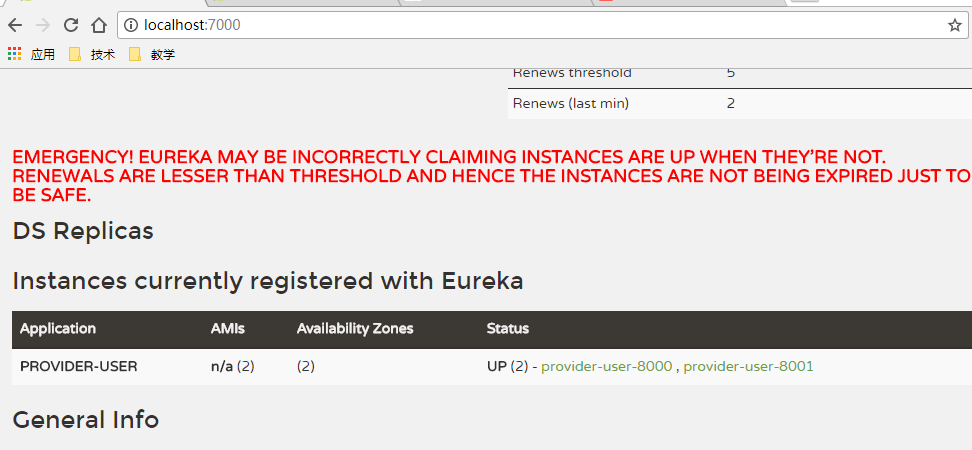 localhost:7000
应用 技术 教学
Renews threshold 5
Renews (last min) 2
EMERGENCY! EUREKA MAY BE INCORRECTLY CLAIMING INSTANCES ARE UP WHEN THEY'RE NOT.
RENEWALS ARE LESSER THAN THRESHOLD AND HENCE THE INSTANCES ARE NOT BEING EXPIRED JUST TO
BE SAFE.
DS Replicas
Instances currently registered with Eureka
Application AMIs Availability Zones Status
PROVIDER-USER n/a (2) (2) UP (2) - provider-user-8000 , provider-user-8001
General Info